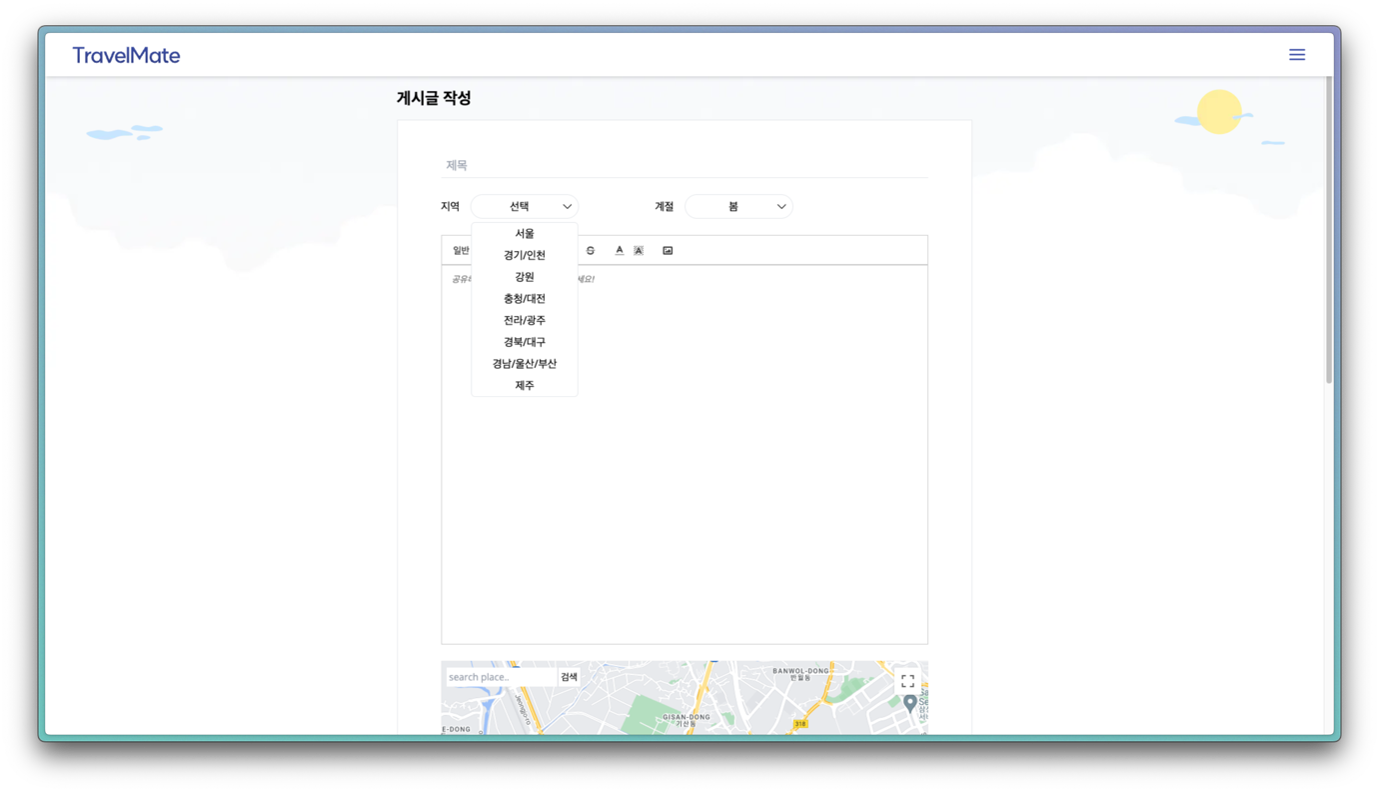 TravelMate
게시글 작성
제목
지역 선택 계절 봄
서울
경기/인천
강원
충청/대전
전라/광주
경북/대구
경남/울산/부산
제주
일반 S A A
세요!
search place.. 검색
BANWOL-DONG
반월동
Jeongjo-ro
GISAN-DONG
기산동
318
E-DONG